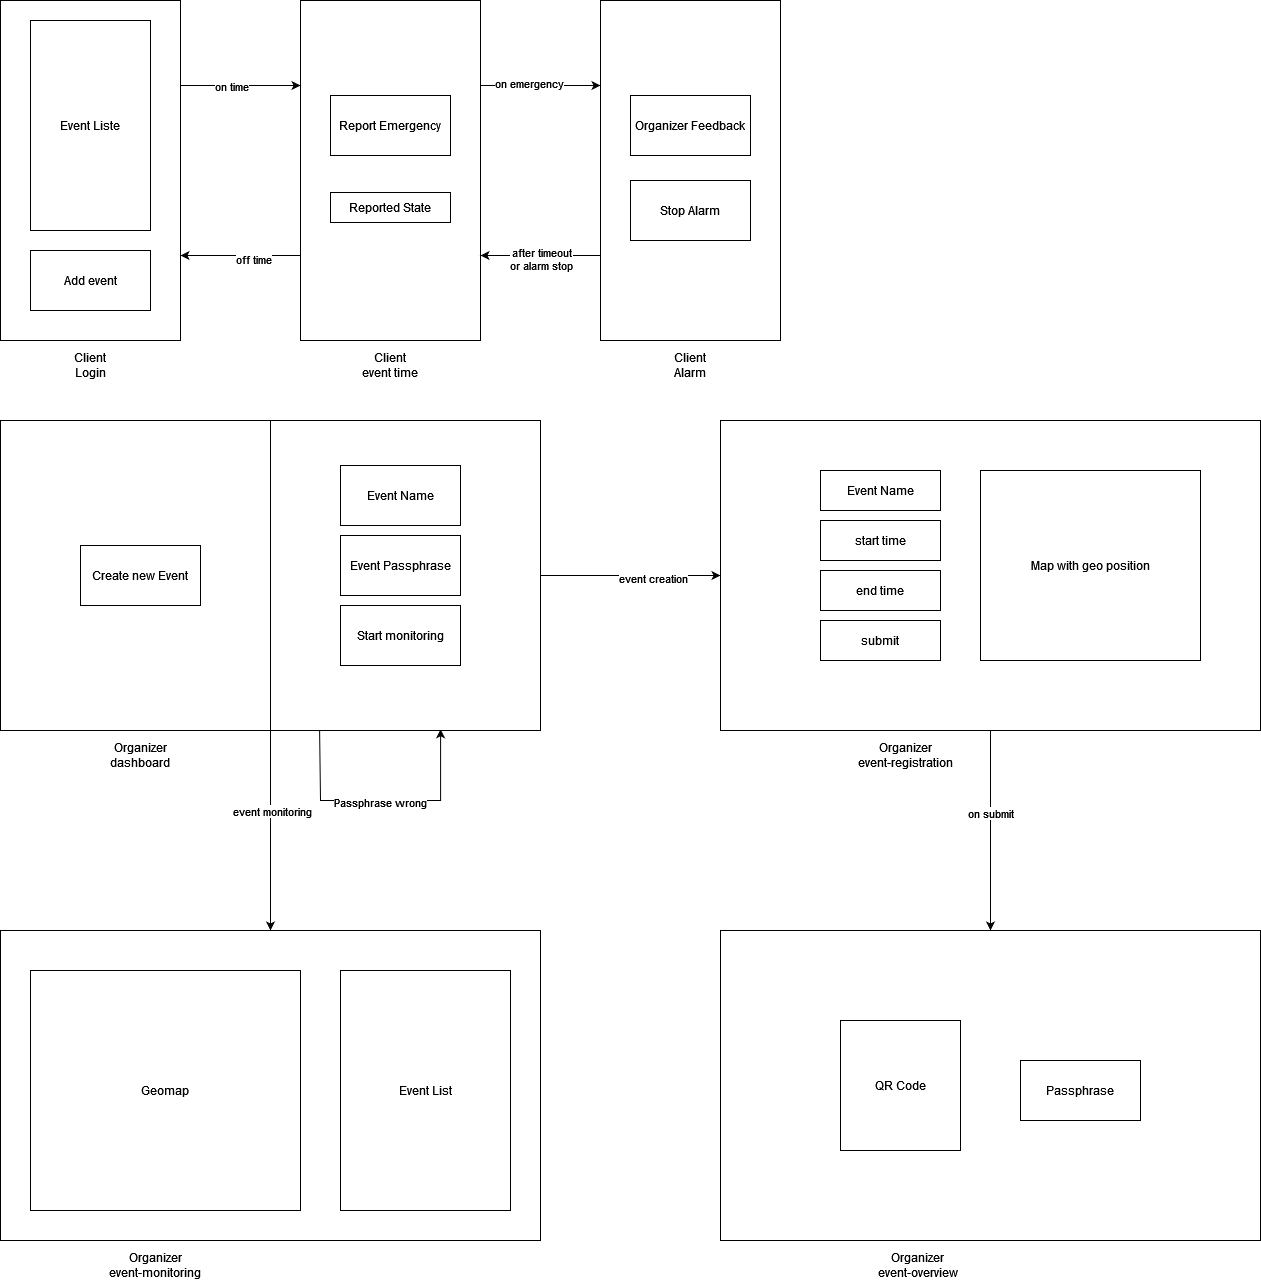 Event Liste
Add event
on time
off time
Report Emergency
Reported State
on emergency
after timeout
or alarm stop
Organizer Feedback
Stop Alarm
Client
Login
Client
event time
Client
Alarm
Create new Event
Event Name
Event Passphrase
Start monitoring
event creation
Event Name
start time
end time
submit
Map with geo position
Organizer
dashboard
Organizer
event-registration
Passphrase wrong
event monitoring
on submit
Geomap
Event List
QR Code
Passphrase
Organizer
event-monitoring
Organizer
event-overview